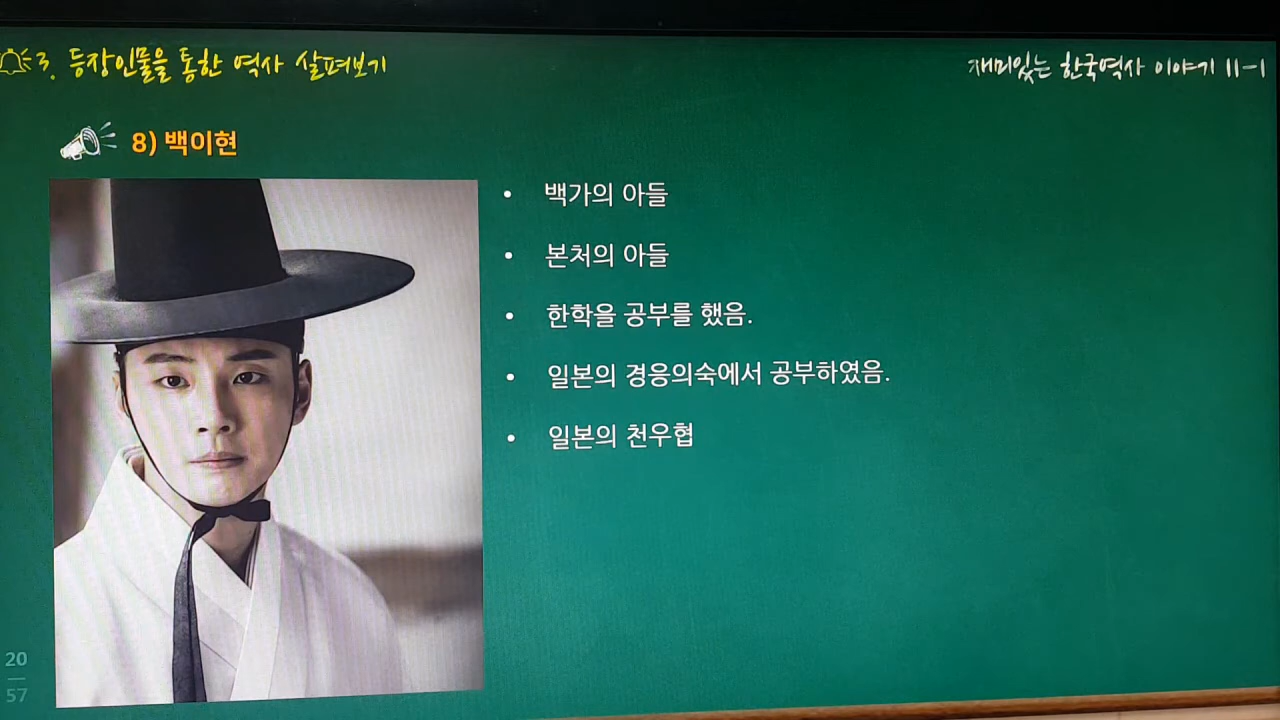 3. 등장인물을 통한 역사 살펴보기
재미있는 한국역사 이야기 11-1
8) 백이현
• 백가의 아들
• 본처의 아들
• 한학을 공부를 했음.
• 일본의 경응의숙에서 공부하였음.
• 일본의 천우협
20
57